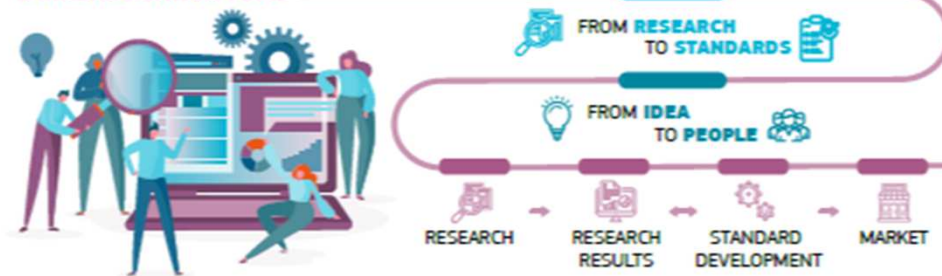 FROM RESEARCH
TO STANDARDS
FROM IDEA
TO PEOPLE
RESEARCH
RESEARCH
RESULTS
STANDARD
DEVELOPMENT
MARKET